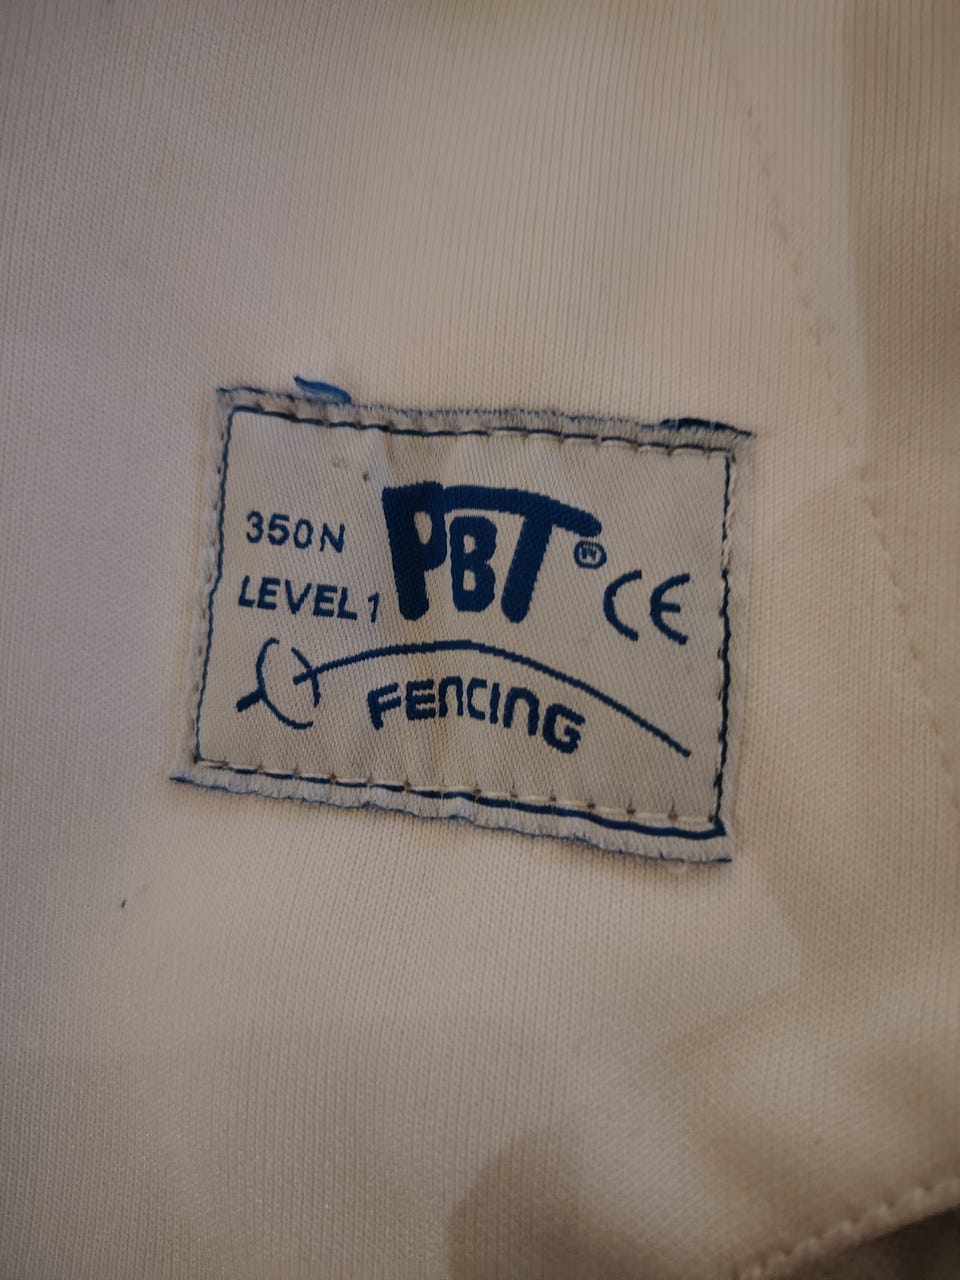 350N
LEVEL 1
PBT®
CE
FENCING